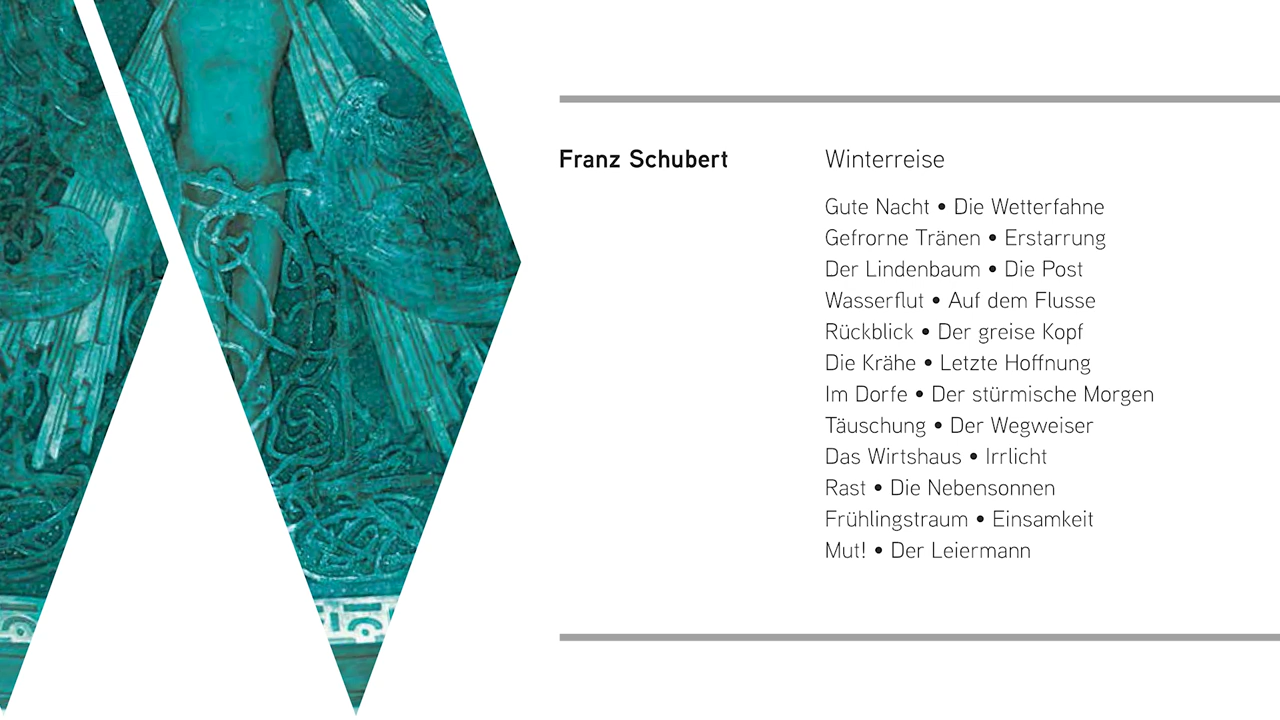 Franz Schubert
Winterreise
Gute Nacht • Die Wetterfahne
Gefrorne Tränen • Erstarrung
Der Lindenbaum • Die Post
Wasserflut • Auf dem Flusse
Rückblick • Der greise Kopf
Die Krähe • Letzte Hoffnung
Im Dorfe • Der stürmische Morgen
Täuschung • Der Wegweiser
Das Wirtshaus • Irrlicht
Rast • Die Nebensonnen
Frühlingstraum • Einsamkeit
Mut! • Der Leiermann